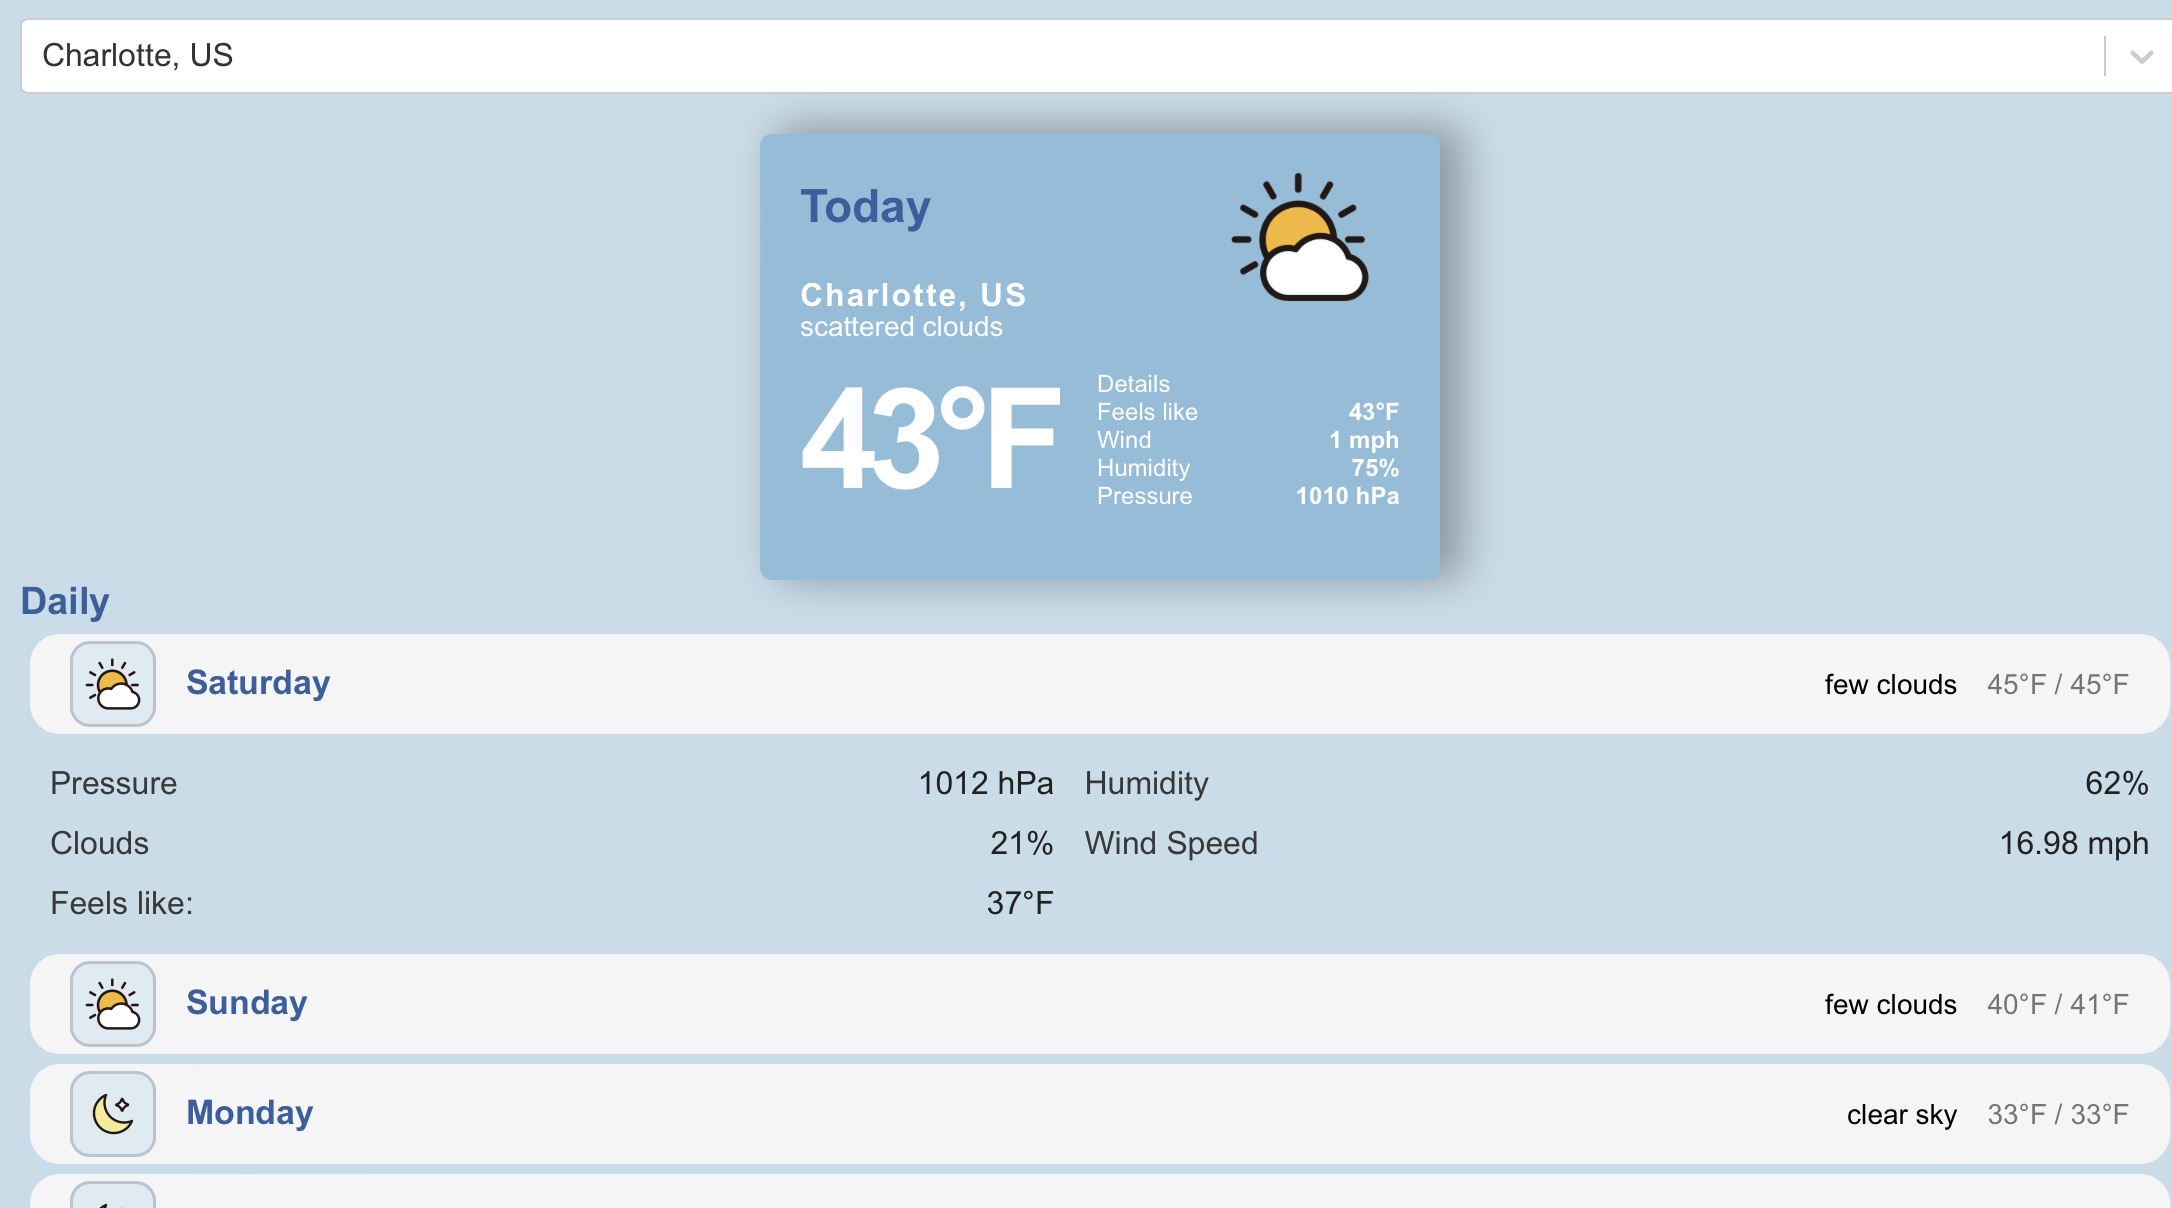 Charlotte, US
Today
Charlotte, US
scattered clouds
43°F
Details
Feels like 43°F
Wind 1 mph
Humidity 75%
Pressure 1010 hPa
Daily
Saturday few clouds 45°F / 45°F
Pressure 1012 hPa Humidity 62%
Clouds 21% Wind Speed 16.98 mph
Feels like: 37°F
Sunday few clouds 40°F / 41°F
Monday clear sky 33°F / 33°F